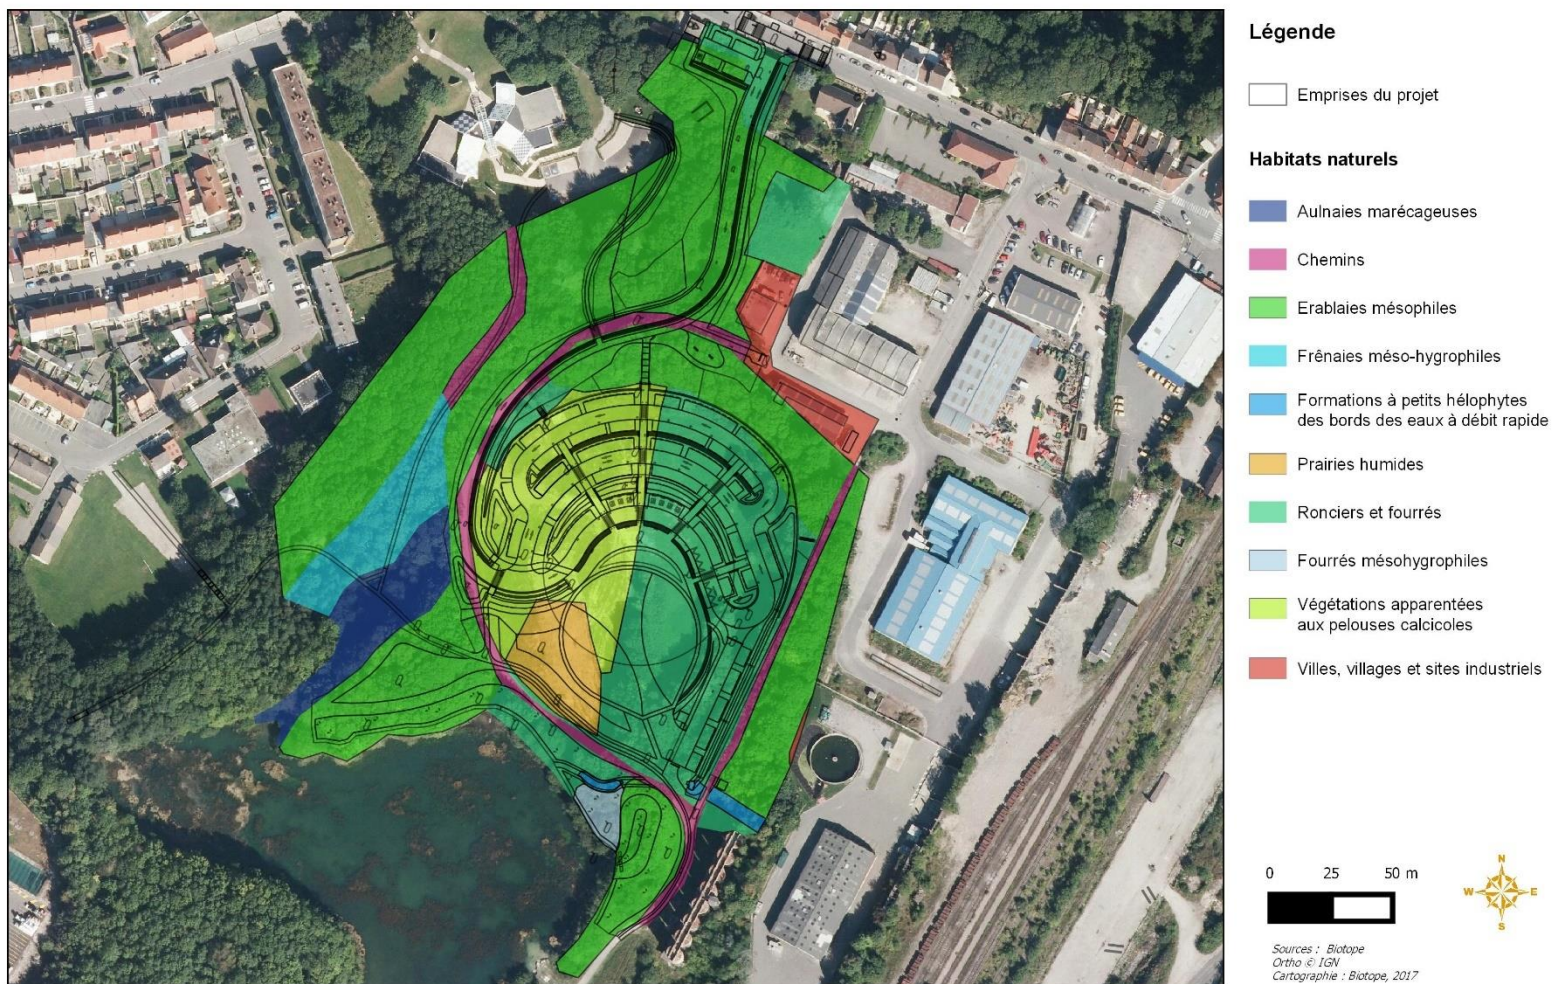 Légende
Emprises du projet
Habitats naturels
Aulnaies marécageuses
Chemins
Erablaies mésophiles
Frênaies méso-hygrophiles
Formations à petits hélophytes
des bords des eaux à débit rapide
Prairies humides
Ronciers et fourrés
Fourrés mésohygrophiles
Végétations apparentées
aux pelouses calcicoles
Villes, villages et sites industriels
0 25 50 m
N
W E
S
Sources : Biotope
Ortho © IGN
Cartographie : Biotope, 2017